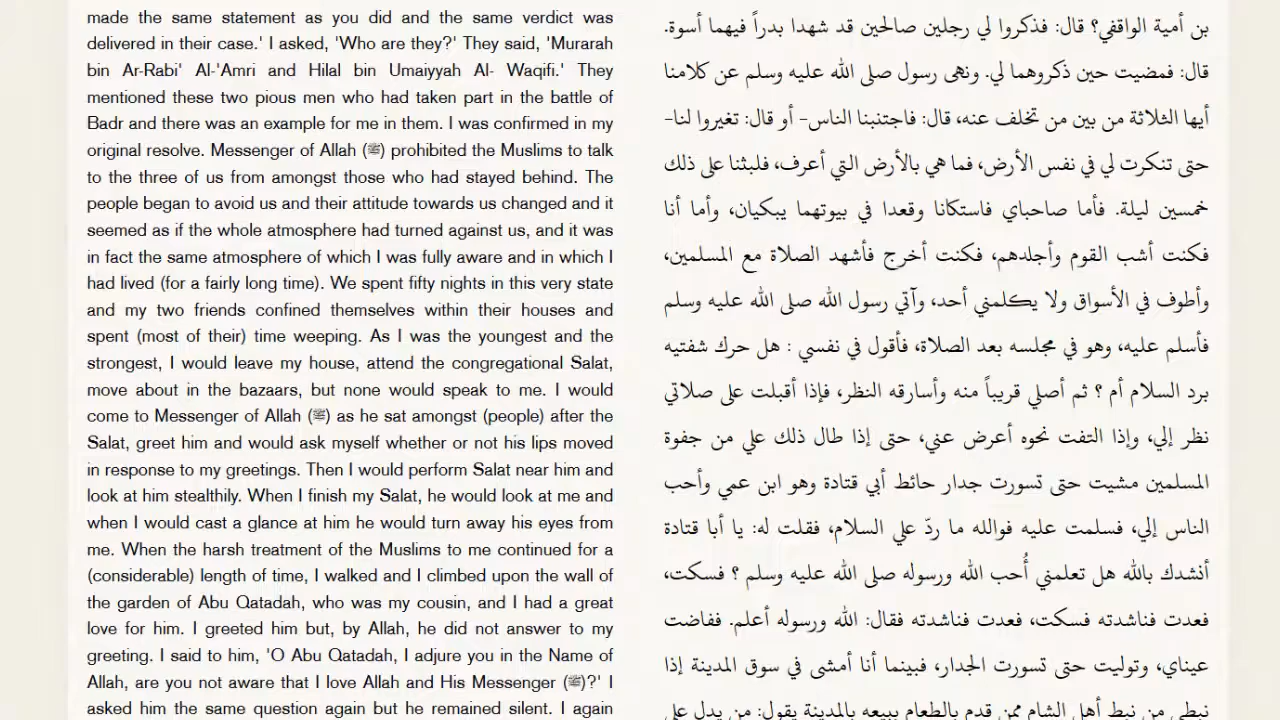 made the same statement as you did and the same verdict was
delivered in their case.' I asked, 'Who are they?' They said, 'Murarah
bin Ar-Rabi' Al-'Amri and Hilal bin Umaiyyah Al- Waqifi.' They
mentioned these two pious men who had taken part in the battle of
Badr and there was an example for me in them. I was confirmed in my
original resolve. Messenger of Allah (ﷺ) prohibited the Muslims to talk
to the three of us from amongst those who had stayed behind. The
people began to avoid us and their attitude towards us changed and it
seemed as if the whole atmosphere had turned against us, and it was
in fact the same atmosphere of which I was fully aware and in which I
had lived (for a fairly long time). We spent fifty nights in this very state
and my two friends confined themselves within their houses and
spent (most of their) time weeping. As I was the youngest and the
strongest, I would leave my house, attend the congregational Salat,
move about in the bazaars, but none would speak to me. I would
come to Messenger of Allah (ﷺ) as he sat amongst (people) after the
Salat, greet him and would ask myself whether or not his lips moved
in response to my greetings. Then I would perform Salat near him and
look at him stealthily. When I finish my Salat, he would look at me and
when I would cast a glance at him he would turn away his eyes from
me. When the harsh treatment of the Muslims to me continued for a
(considerable) length of time, I walked and I climbed upon the wall of
the garden of Abu Qatadah, who was my cousin, and I had a great
love for him. I greeted him but, by Allah, he did not answer to my
greeting. I said to him, 'O Abu Qatadah, I adjure you in the Name of
Allah, are you not aware that I love Allah and His Messenger (ﷺ)?' I
asked him the same question again but he remained silent. I again
بن أمية الواقفي؟ قال: فذكروا لي رجلين صالحين قد شهدا بدراً فيهما أسوة.
قال: فمضيت حين ذكروهما لي. ونهى رسول صلى الله عليه وسلم عن كلامنا
أيها الثلاثة من بين من تخلف عنه، قال: فاجتنبنا الناس- أو قال: تغيروا لنا-
حتى تنكرت لي في نفس الأرض، فما هي بالأرض التي أعرف، فلبثنا على ذلك
خمسين ليلة. فأما صاحباي فاستكانا وقعدا في بيوتهما يبكيان، وأما أنا
فكنت أشب القوم وأجلدهم، فكنت أخرج فأشهد الصلاة مع المسلمين،
وأطوف في الأسواق ولا يكلمني أحد، وآتي رسول الله صلى الله عليه وسلم
فأسلم عليه، وهو في مجلسه بعد الصلاة، فأقول في نفسي : هل حرك شفتيه
برد السلام أم ؟ ثم أصلي قريباً منه وأسارقه النظر، فإذا أقبلت على صلاتي
نظر إلي، وإذا التفت نحوه أعرض عني، حتى إذا طال ذلك علي من جفوة
المسلمين مشيت حتى تسورت جدار حائط أبي قتادة وهو ابن عمي وأحب
الناس إلي، فسلمت عليه فوالله ما ردّ علي السلام، فقلت له: يا أبا قتادة
أنشدك بالله هل تعلمني أُحب الله ورسوله صلى الله عليه وسلم ؟ فسكت،
فعدت فناشدته فسكت، فعدت فناشدته فقال: الله ورسوله أعلم. ففاضت
عيناي، وتوليت حتى تسورت الجدار، فبينما أنا أمشى في سوق المدينة إذا
نبطي من نبط أهل الشام ممن قدم بالطعام يبيعه بالمدينة يقول: من يدل على